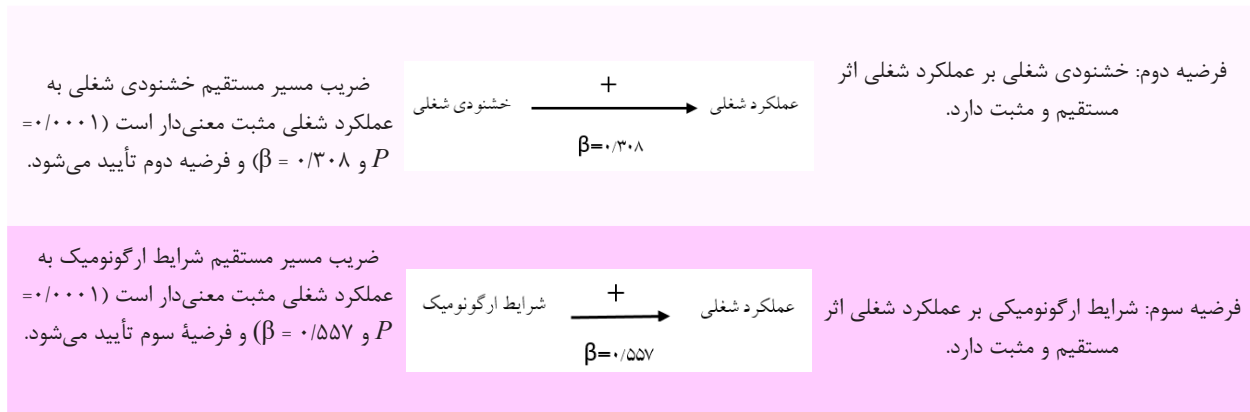 فرضیه دوم: خشنودی شغلی بر عملکرد شغلی اثر
مستقیم و مثبت دارد.
+
خشنودی شغلی
عملکرد شغلی
β=۰/۳۰۸
ضریب مسیر مستقیم خشنودی شغلی به
عملکرد شغلی مثبت معنی‌دار است (۰/۰۰۰۱=
P و β = ۰/۳۰۸) و فرضیه دوم تأیید می‌شود.
فرضیه سوم: شرایط ارگونومیکی بر عملکرد شغلی اثر
مستقیم و مثبت دارد.
+
شرایط ارگونومیک
عملکرد شغلی
β=۰/۵۵۷
ضریب مسیر مستقیم شرایط ارگونومیک به
عملکرد شغلی مثبت معنی‌دار است (۰/۰۰۰۱=
P و β = ۰/۵۵۷) و فرضیۀ سوم تأیید می‌شود.